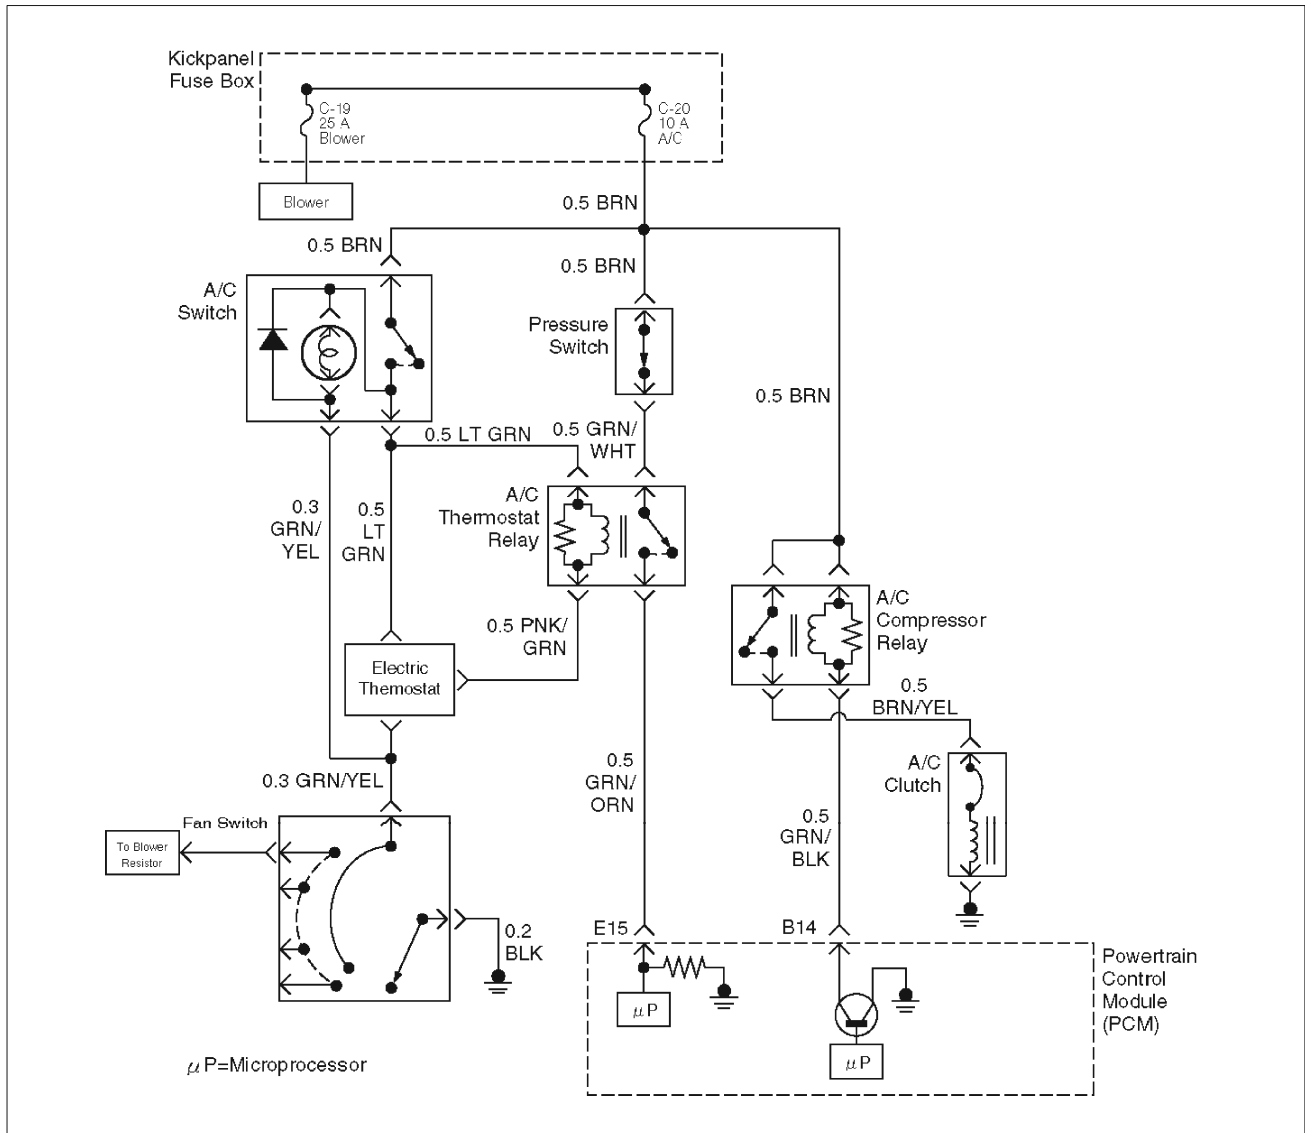 Kickpanel
Fuse Box
C-19
25 A
Blower
C-20
10 A
A/C
Blower
0.5 BRN
0.5 BRN
0.5 BRN
A/C
Switch
Pressure
Switch
0.5 BRN
0.5 LT GRN
0.5 GRN/
WHT
0.3
GRN/
YEL
0.5
LT
GRN
A/C
Thermostat
Relay
A/C
Compressor
Relay
0.5 PNK/
GRN
Electric
Themostat
0.5
BRN/YEL
0.3 GRN/YEL
0.5
GRN/
ORN
A/C
Clutch
0.5
GRN/
BLK
Fan Switch
To Blower
Resistor
0.2
BLK
E15
B14
Powertrain
Control
Module
(PCM)
μP
μP
μP=Microprocessor